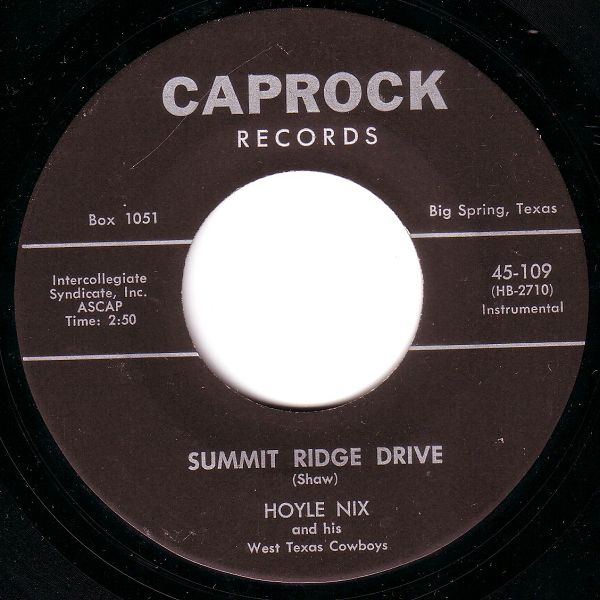 CAPROCK
RECORDS
Box 1051
Big Spring, Texas
Intercollegiate
Syndicate, Inc.
ASCAP
Time: 2:50
45-109
(HB-2710)
Instrumental
SUMMIT RIDGE DRIVE
(Shaw)
HOYLE NIX
and his
West Texas Cowboys